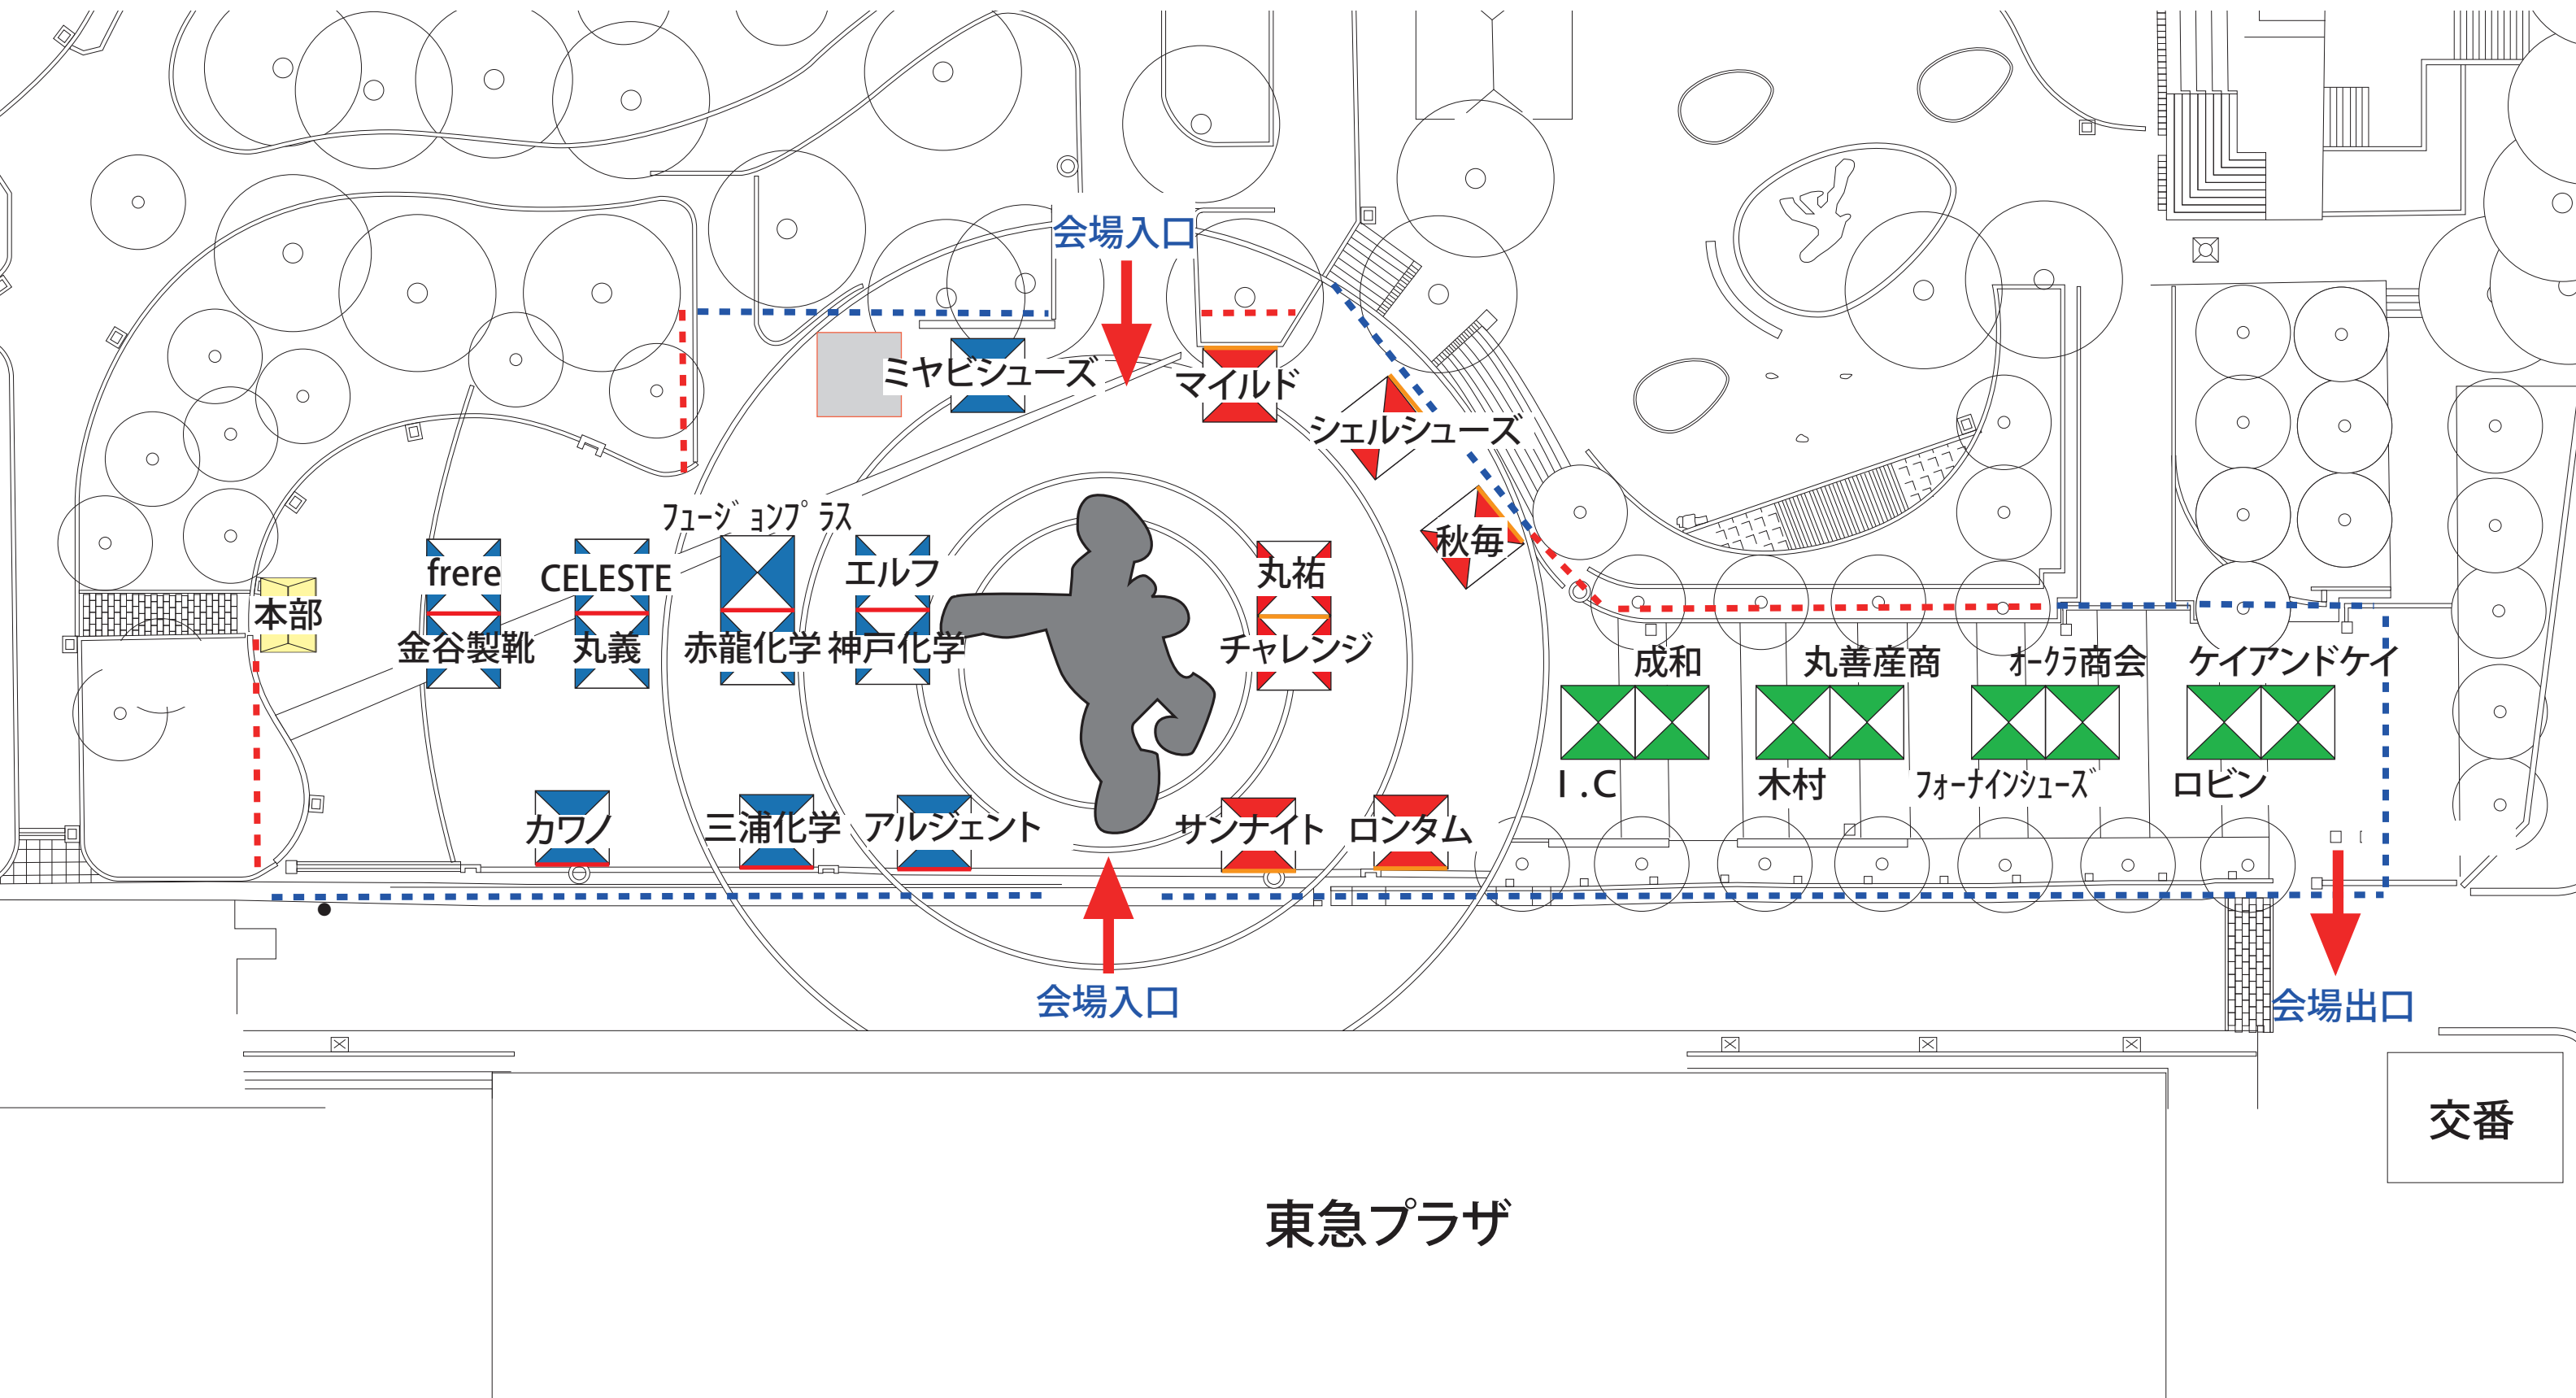 会場入口
ミヤビシューズ
マイルド
シェルシューズ
フュージョンプラス
秋毎
frere
CELESTE
エルフ
丸祐
本部
金谷製靴
丸義
赤龍化学
神戸化学
チャレンジ
成和
丸善産商
オークラ商会
ケイアンドケイ
I.C
木村
フォーナインシューズ
ロビン
カワノ
三浦化学
アルジェント
サンナイト
ロンタム
会場入口
会場出口
交番
東急プラザ